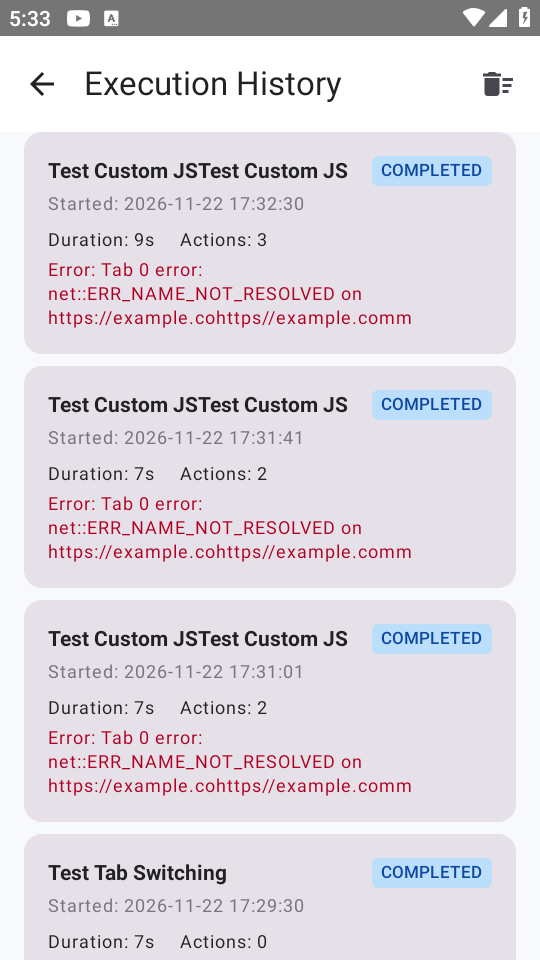 5:33
Execution History
Test Custom JSTest Custom JS COMPLETED
Started: 2026-11-22 17:32:30
Duration: 9s Actions: 3
Error: Tab 0 error:
net::ERR_NAME_NOT_RESOLVED on
https://example.cohttps//example.comm
Test Custom JSTest Custom JS COMPLETED
Started: 2026-11-22 17:31:41
Duration: 7s Actions: 2
Error: Tab 0 error:
net::ERR_NAME_NOT_RESOLVED on
https://example.cohttps//example.comm
Test Custom JSTest Custom JS COMPLETED
Started: 2026-11-22 17:31:01
Duration: 7s Actions: 2
Error: Tab 0 error:
net::ERR_NAME_NOT_RESOLVED on
https://example.cohttps//example.comm
Test Tab Switching COMPLETED
Started: 2026-11-22 17:29:30
Duration: 7s Actions: 0